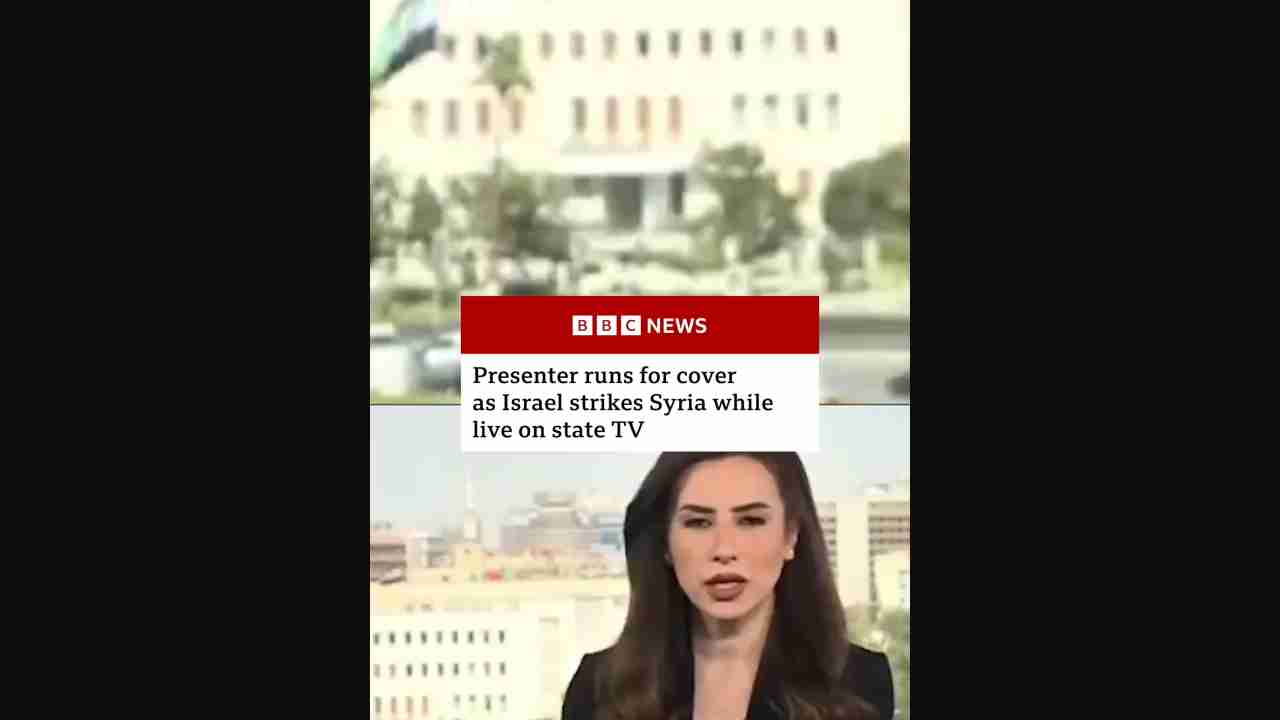 BBC NEWS
Presenter runs for cover
as Israel strikes Syria while
live on state TV